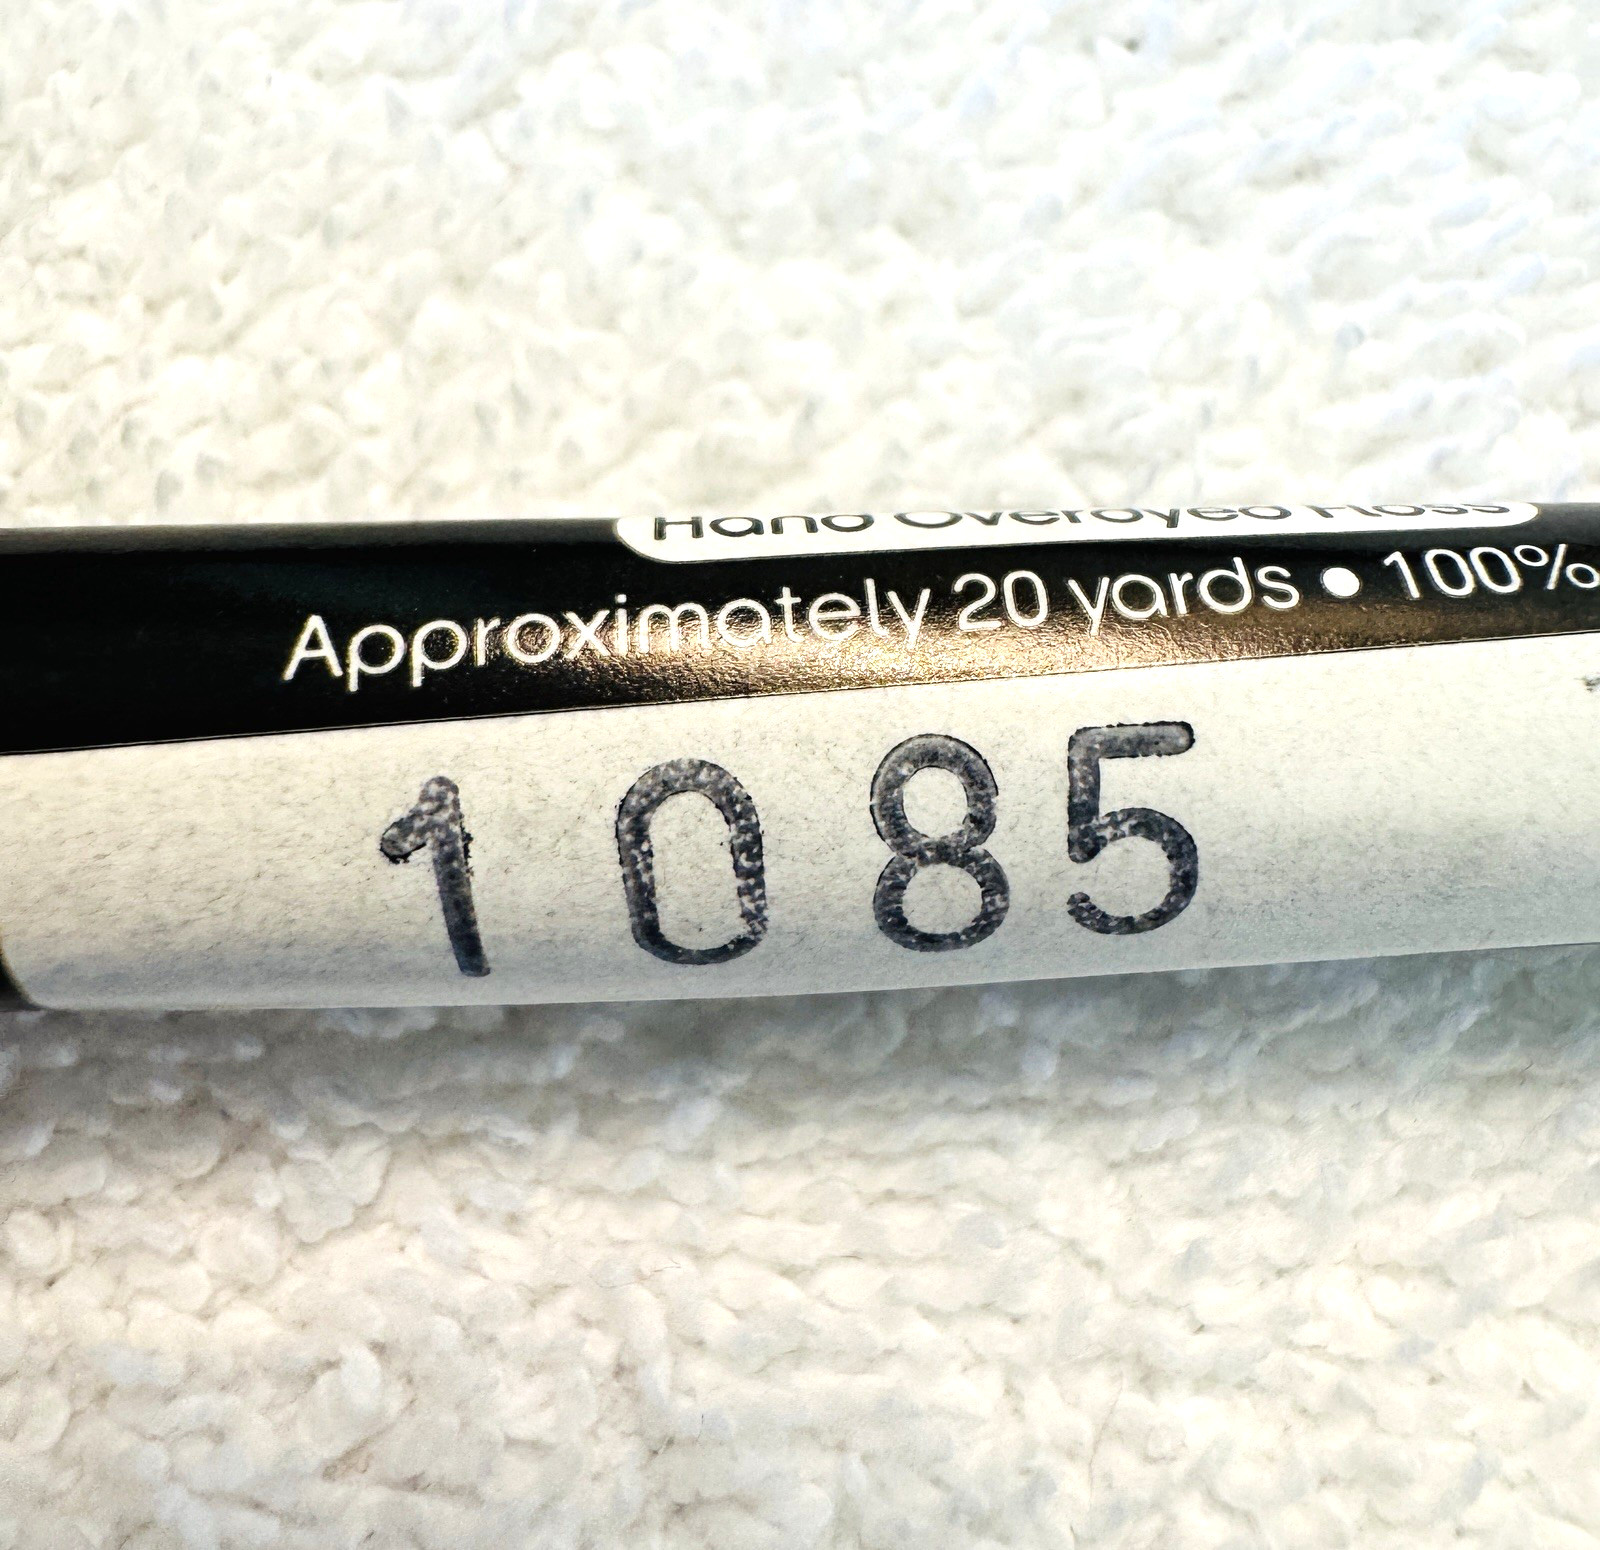 Hand Overdyed Floss
Approximately 20 yards • 100%
1085